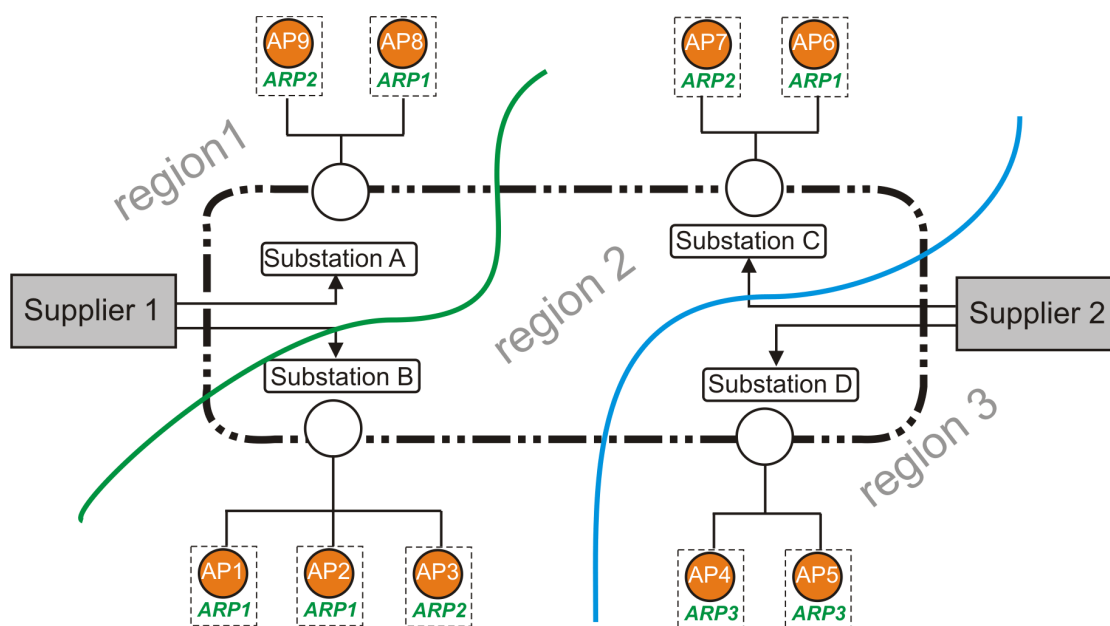 AP9
AP8
AP7
AP6
ARP2
ARP1
ARP2
ARP1
region1
Substation A
Substation C
region 2
Supplier 1
Supplier 2
Substation B
Substation D
region 3
AP1
AP2
AP3
AP4
AP5
ARP1
ARP1
ARP2
ARP3
ARP3